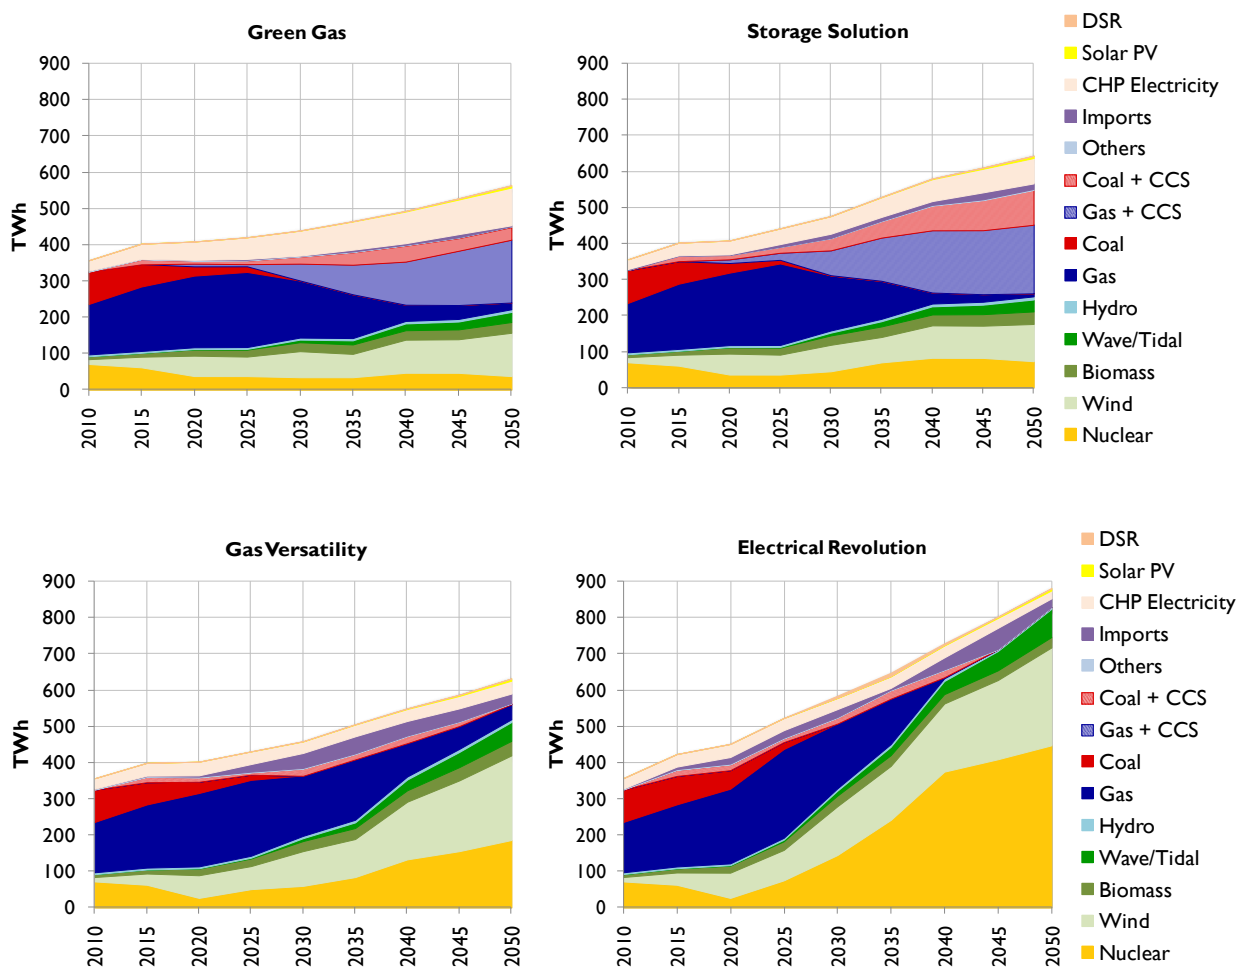 Green Gas
TWh
900
800
700
600
500
400
300
200
100
0
2010 2015 2020 2025 2030 2035 2040 2045 2050
Storage Solution
TWh
900
800
700
600
500
400
300
200
100
0
2010 2015 2020 2025 2030 2035 2040 2045 2050
DSR
Solar PV
CHP Electricity
Imports
Others
Coal + CCS
Gas + CCS
Coal
Gas
Hydro
Wave/Tidal
Biomass
Wind
Nuclear
Gas Versatility
TWh
900
800
700
600
500
400
300
200
100
0
2010 2015 2020 2025 2030 2035 2040 2045 2050
Electrical Revolution
TWh
900
800
700
600
500
400
300
200
100
0
2010 2015 2020 2025 2030 2035 2040 2045 2050
DSR
Solar PV
CHP Electricity
Imports
Others
Coal + CCS
Gas + CCS
Coal
Gas
Hydro
Wave/Tidal
Biomass
Wind
Nuclear